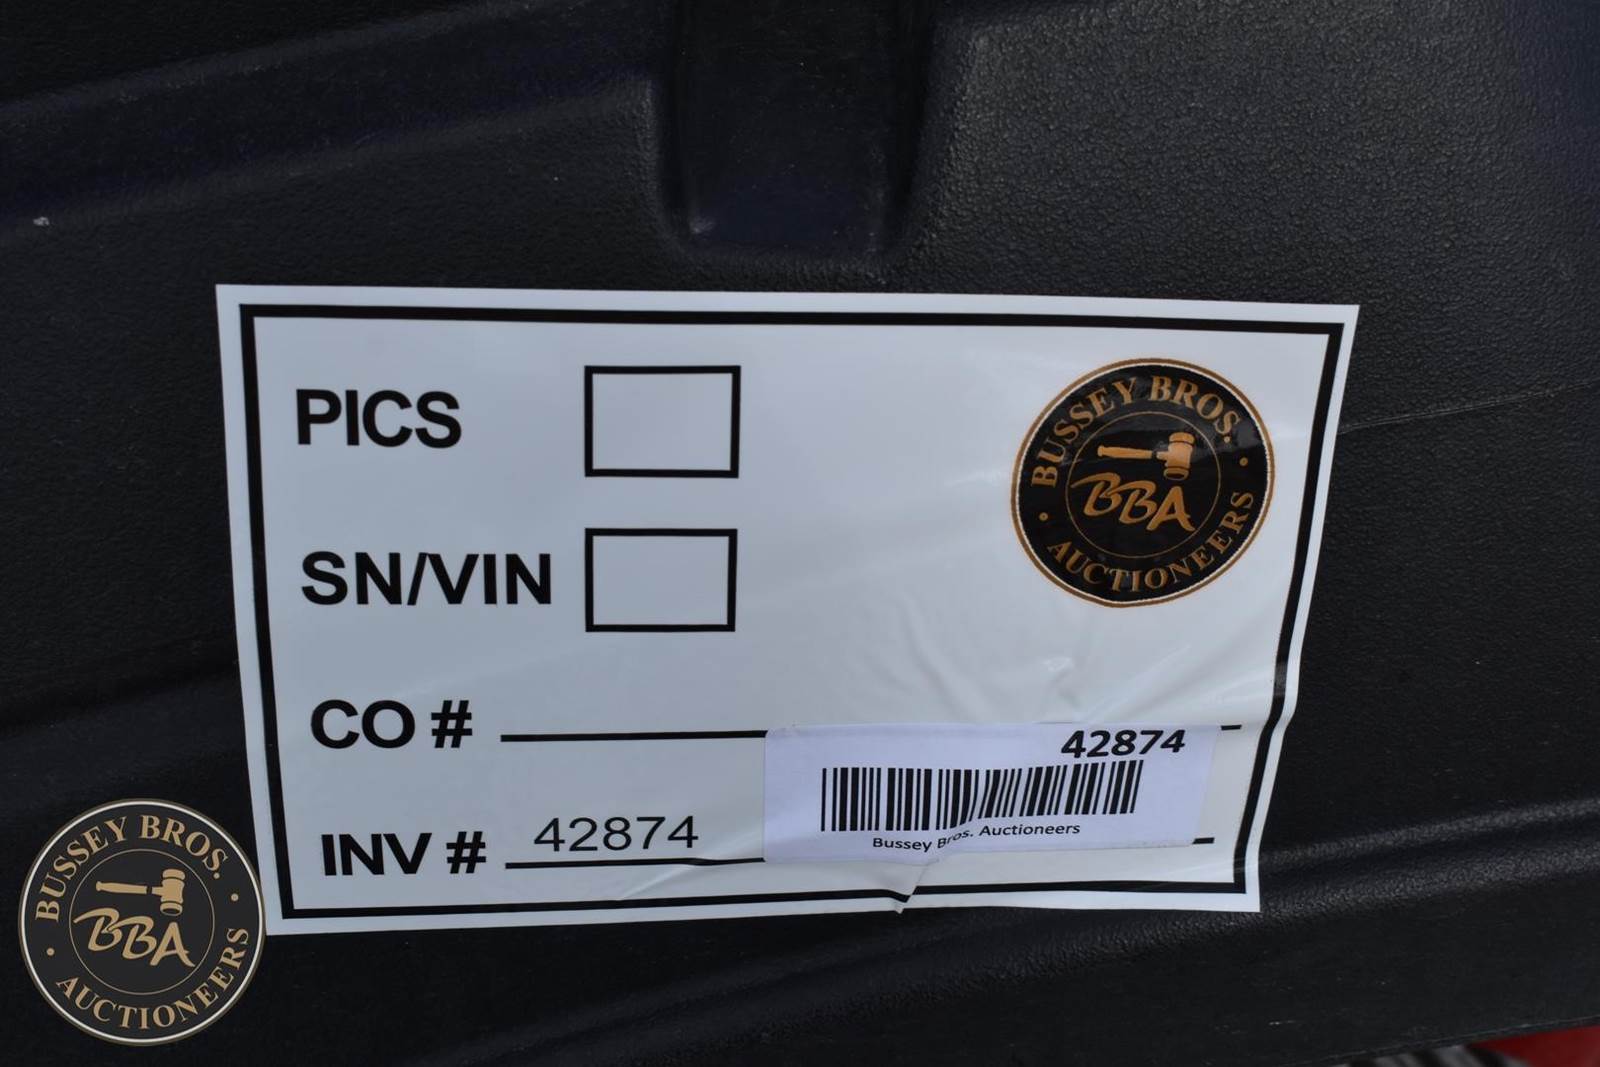 PICS
BUSSEY BROS.
BBA
AUCTIONEERS
SN/VIN
CO #
42874
INV # 42874
Bussey Bros. Auctioneers
BUSSEY BROS.
BBA
AUCTIONEERS